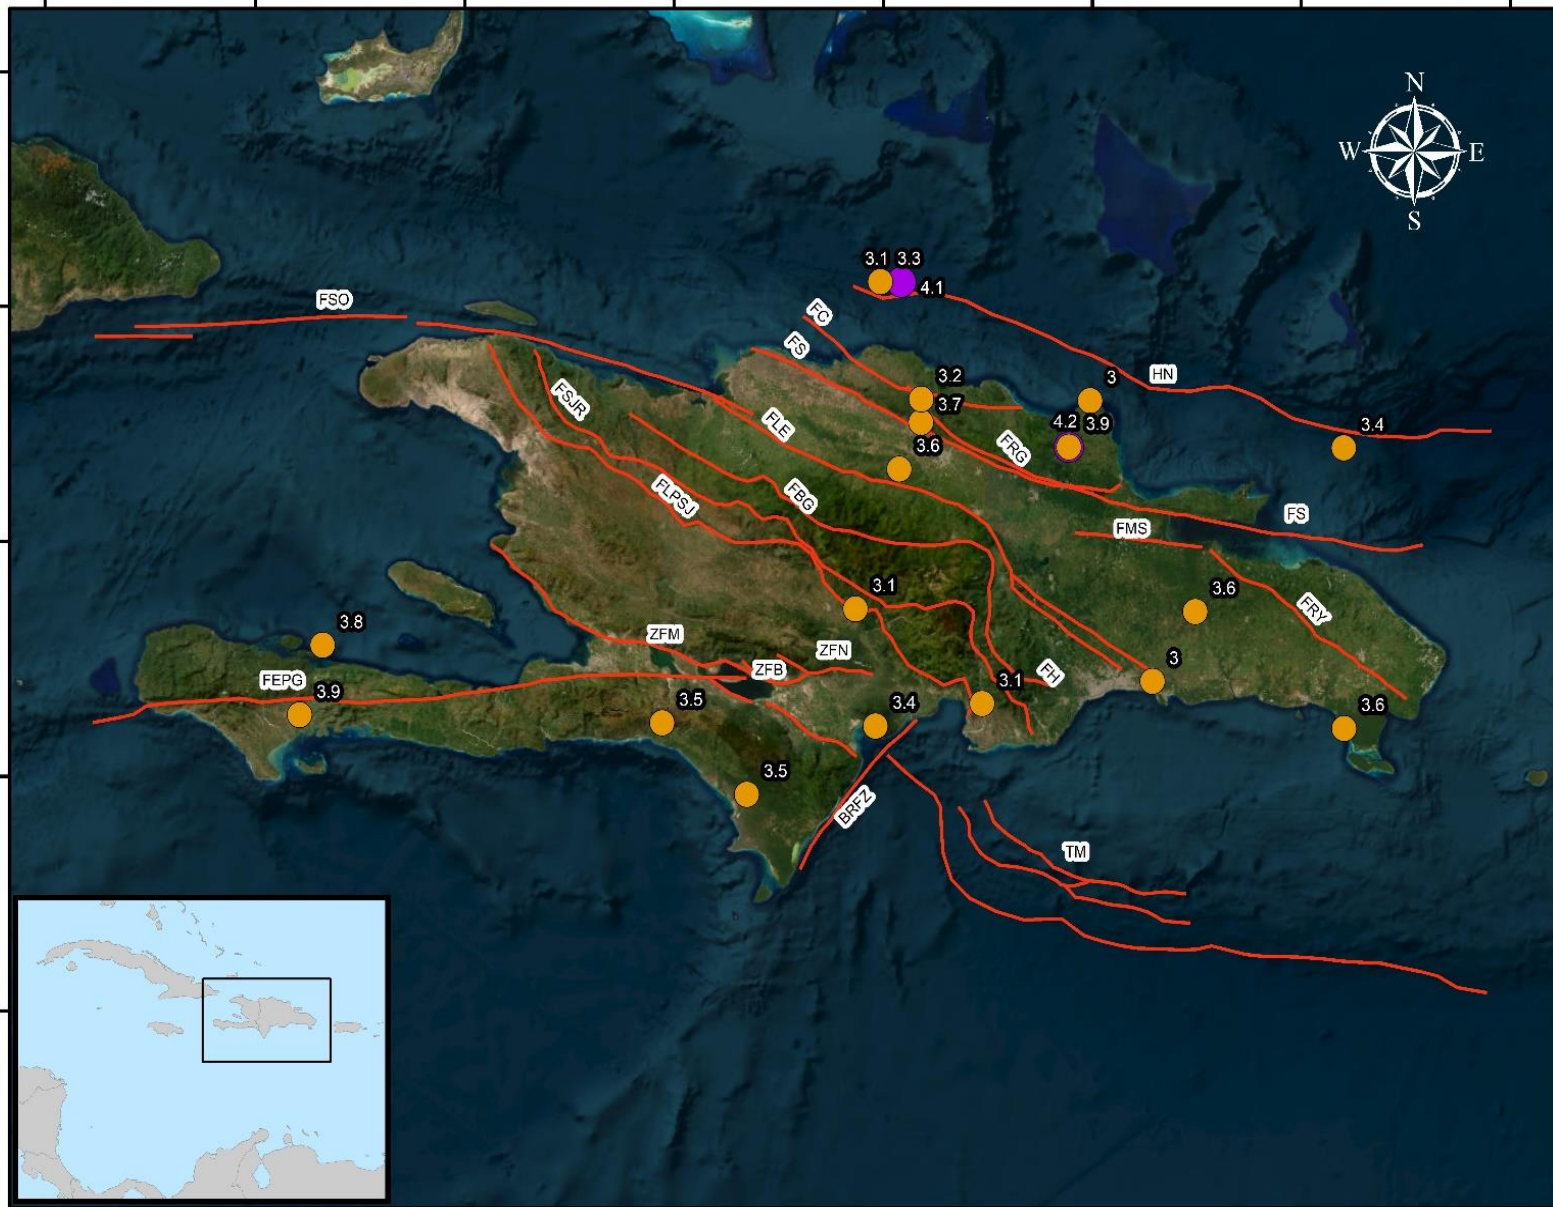 N
W
E
S
3.1
3.3
4.1
FSO
FC
FS
HN
3.2
3
3.7
3.4
FSJR
FLE
4.2
3.9
3.6
FRG
FLPSJ
FBG
FS
FMS
3.1
3.6
FRY
3.8
ZFM
ZFN
ZFB
3
FEPG
FH
3.9
3.1
3.5
3.4
3.6
3.5
BRFZ
TM